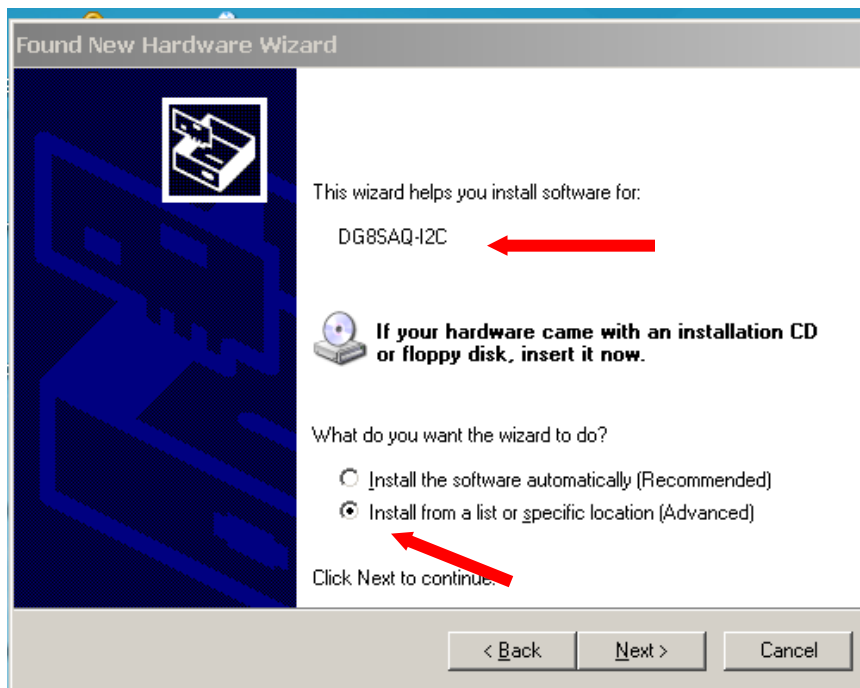 Found New Hardware Wizard
This wizard helps you install software for:
DG8SAQ-I2C
If your hardware came with an installation CD
or floppy disk, insert it now.
What do you want the wizard to do?
Install the software automatically (Recommended)
Install from a list or specific location (Advanced)
Click Next to continue.
< Back Next > Cancel